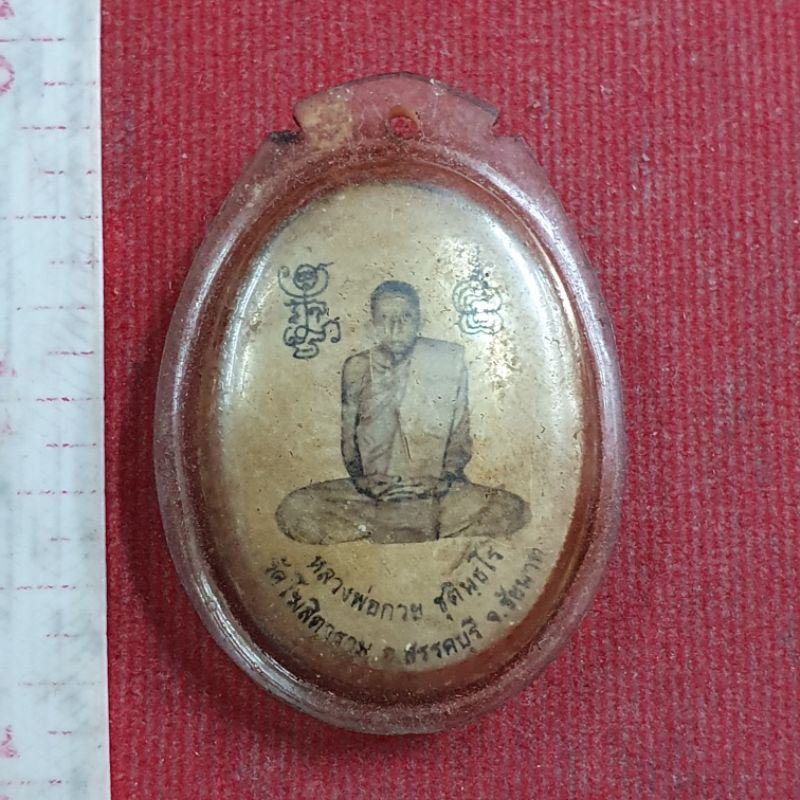 หลวงพ่อกวย ชุตินฺธโร
วัดโฆสิตาราม อ.สรรคบุรี จ.ชัยนาท